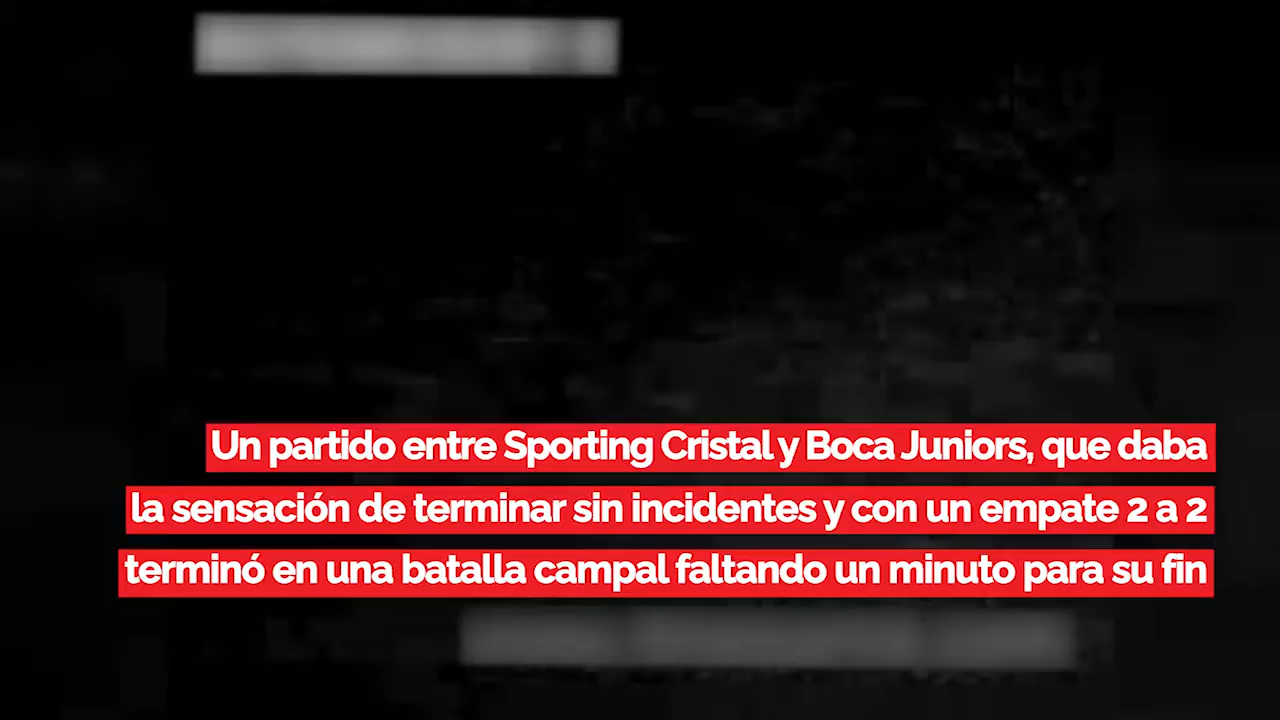 Un partido entre Sporting Cristal y Boca Juniors, que daba
la sensación de terminar sin incidentes y con un empate 2 a 2
terminó en una batalla campal faltando un minuto para su fin